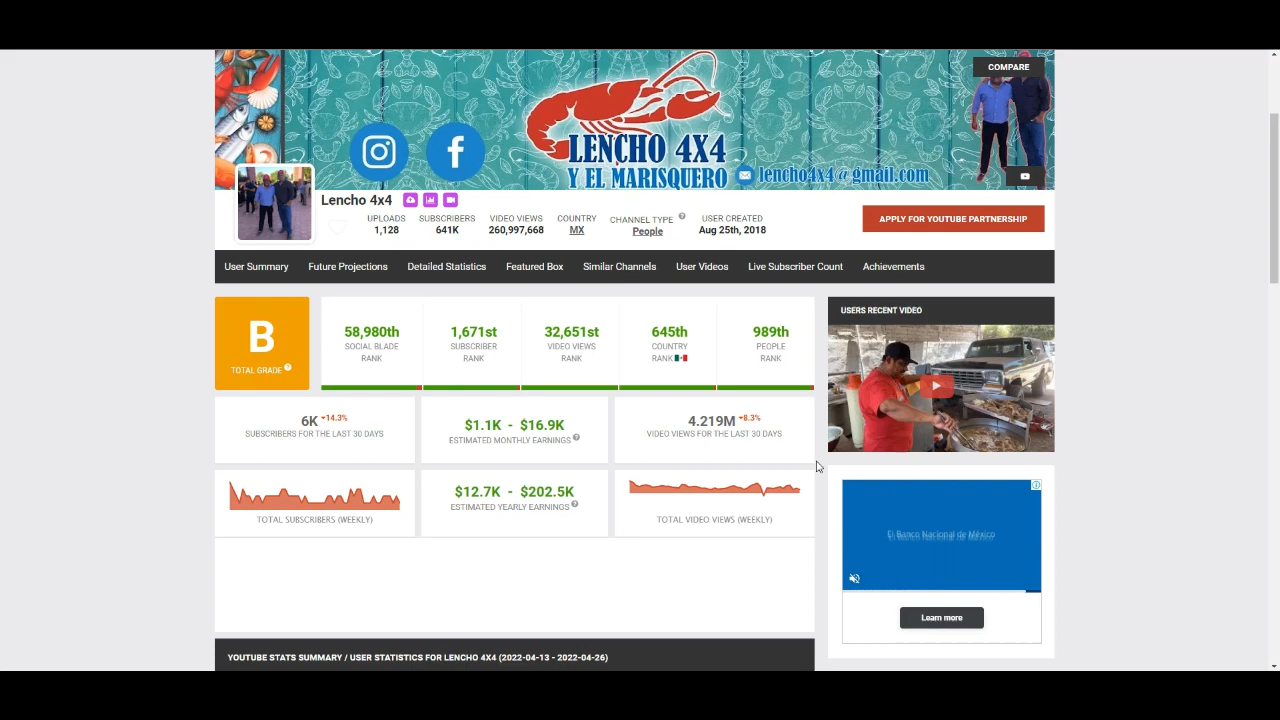 COMPARE
LENCHO 4X4
Y EL MARISQUERO
lencho4x4@gmail.com
Lencho 4x4
UPLOADS
1,128
SUBSCRIBERS
641K
VIDEO VIEWS
260,997,668
COUNTRY
MX
CHANNEL TYPE
People
USER CREATED
Aug 25th, 2018
APPLY FOR YOUTUBE PARTNERSHIP
User Summary Future Projections Detailed Statistics Featured Box Similar Channels User Videos Live Subscriber Count Achievements
B
TOTAL GRADE
58,980th
SOCIAL BLADE
RANK
1,671st
SUBSCRIBER
RANK
32,651st
VIDEO VIEWS
RANK
645th
COUNTRY
RANK
989th
PEOPLE
RANK
USERS RECENT VIDEO
6K -14.3%
SUBSCRIBERS FOR THE LAST 30 DAYS
$1.1K - $16.9K
ESTIMATED MONTHLY EARNINGS
4.219M -8.3%
VIDEO VIEWS FOR THE LAST 30 DAYS
TOTAL SUBSCRIBERS (WEEKLY)
$12.7K - $202.5K
ESTIMATED YEARLY EARNINGS
TOTAL VIDEO VIEWS (WEEKLY)
El Banco Nacional de México
Learn more
YOUTUBE STATS SUMMARY / USER STATISTICS FOR LENCHO 4X4 (2022-04-13 - 2022-04-26)